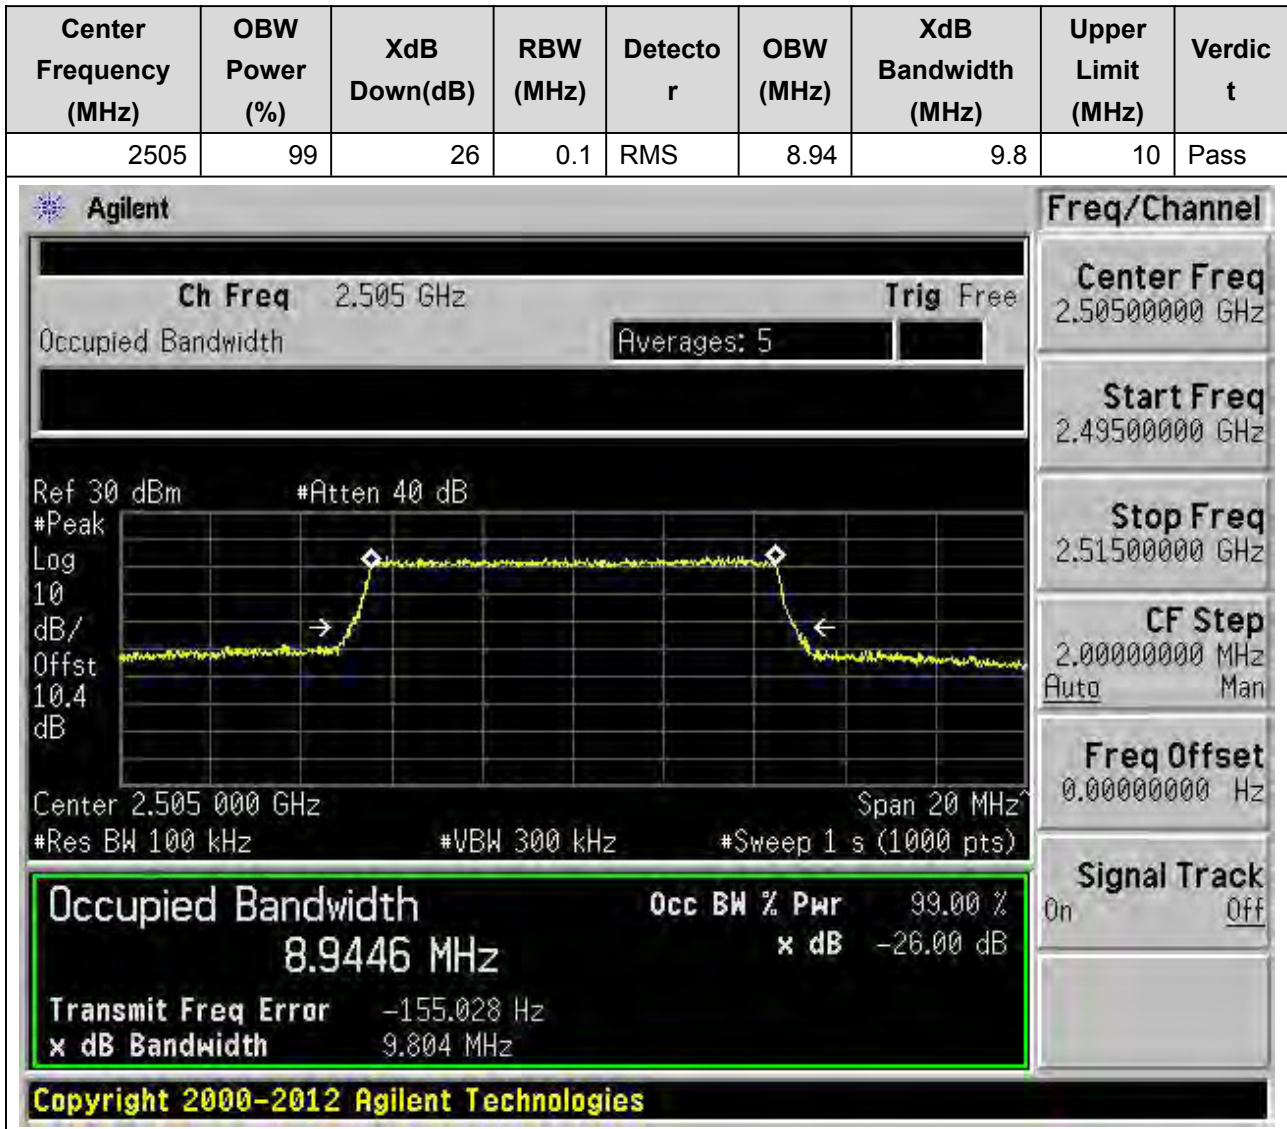 Center Frequency (MHz) OBW Power (%) XdB Down(dB) RBW (MHz) Detecto r OBW (MHz) XdB Bandwidth (MHz) Upper Limit (MHz) Verdic t
2505 99 26 0.1 RMS 8.94 9.8 10 Pass
Agilent
Freq/Channel
Ch Freq 2.505 GHz Trig Free
Occupied Bandwidth Averages: 5
Center Freq
2.50500000 GHz
Start Freq
2.49500000 GHz
Stop Freq
2.51500000 GHz
CF Step
2.00000000 MHz
Auto Man
Freq Offset
0.00000000 Hz
Signal Track
On Off
Ref 30 dBm #Atten 40 dB
#Peak
Log
10
dB/
Offst
10.4
dB
Center 2.505 000 GHz Span 20 MHz^
#Res BW 100 kHz #VBW 300 kHz #Sweep 1 s (1000 pts)
Occupied Bandwidth Occ BW % Pwr 99.00 %
8.9446 MHz x dB -26.00 dB
Transmit Freq Error -155.028 Hz
x dB Bandwidth 9.804 MHz
Copyright 2000-2012 Agilent Technologies